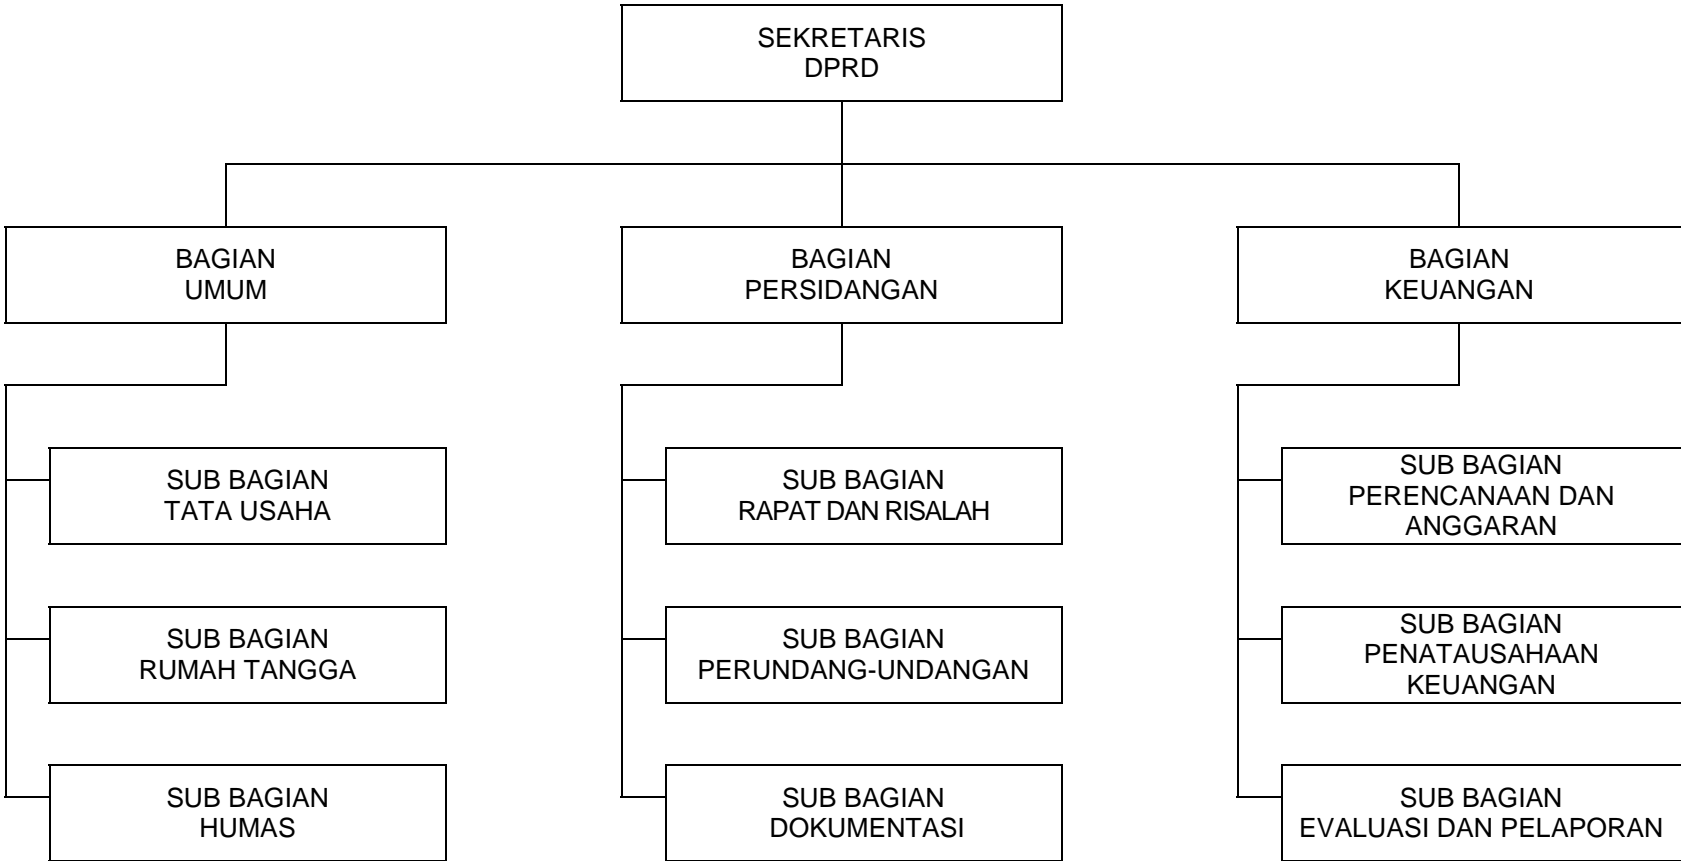 SEKRETARIS
DPRD
BAGIAN
UMUM
BAGIAN
PERSIDANGAN
BAGIAN
KEUANGAN
SUB BAGIAN
TATA USAHA
SUB BAGIAN
RAPAT DAN RISALAH
SUB BAGIAN
PERENCANAAN DAN
ANGGARAN
SUB BAGIAN
RUMAH TANGGA
SUB BAGIAN
PERUNDANG-UNDANGAN
SUB BAGIAN
PENATAUSAHAAN
KEUANGAN
SUB BAGIAN
HUMAS
SUB BAGIAN
DOKUMENTASI
SUB BAGIAN
EVALUASI DAN PELAPORAN